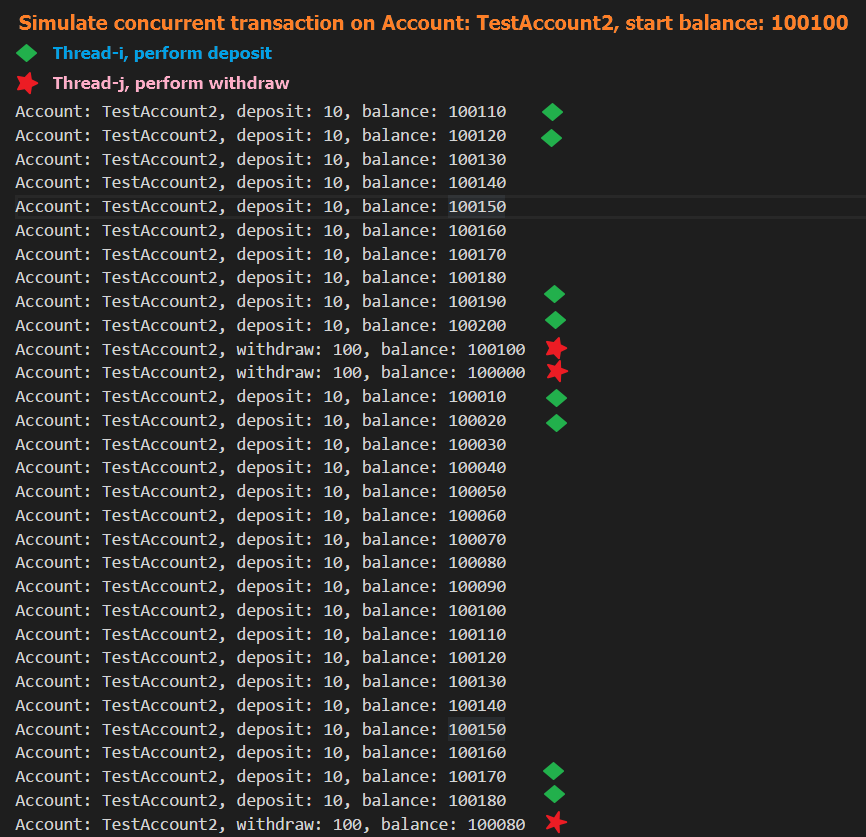 Simulate concurrent transaction on Account: TestAccount2, start balance: 100100
Thread-i, perform deposit
Thread-j, perform withdraw
Account: TestAccount2, deposit: 10, balance: 100110
Account: TestAccount2, deposit: 10, balance: 100120
Account: TestAccount2, deposit: 10, balance: 100130
Account: TestAccount2, deposit: 10, balance: 100140
Account: TestAccount2, deposit: 10, balance: 100150
Account: TestAccount2, deposit: 10, balance: 100160
Account: TestAccount2, deposit: 10, balance: 100170
Account: TestAccount2, deposit: 10, balance: 100180
Account: TestAccount2, deposit: 10, balance: 100190
Account: TestAccount2, deposit: 10, balance: 100200
Account: TestAccount2, withdraw: 100, balance: 100100
Account: TestAccount2, withdraw: 100, balance: 100000
Account: TestAccount2, deposit: 10, balance: 100010
Account: TestAccount2, deposit: 10, balance: 100020
Account: TestAccount2, deposit: 10, balance: 100030
Account: TestAccount2, deposit: 10, balance: 100040
Account: TestAccount2, deposit: 10, balance: 100050
Account: TestAccount2, deposit: 10, balance: 100060
Account: TestAccount2, deposit: 10, balance: 100070
Account: TestAccount2, deposit: 10, balance: 100080
Account: TestAccount2, deposit: 10, balance: 100090
Account: TestAccount2, deposit: 10, balance: 100100
Account: TestAccount2, deposit: 10, balance: 100110
Account: TestAccount2, deposit: 10, balance: 100120
Account: TestAccount2, deposit: 10, balance: 100130
Account: TestAccount2, deposit: 10, balance: 100140
Account: TestAccount2, deposit: 10, balance: 100150
Account: TestAccount2, deposit: 10, balance: 100160
Account: TestAccount2, deposit: 10, balance: 100170
Account: TestAccount2, deposit: 10, balance: 100180
Account: TestAccount2, withdraw: 100, balance: 100080